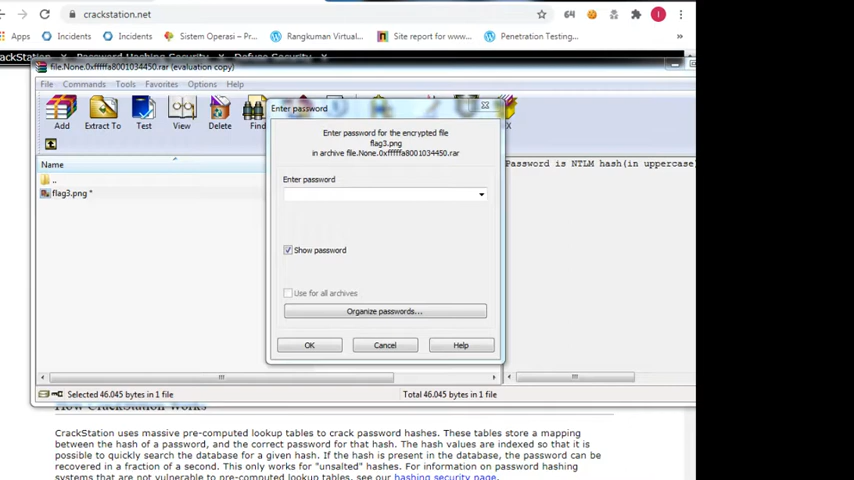 crackstation.net
Apps Incidents Incidents Sistem Operasi – Pr... Rangkuman Virtual... Site report for www... Penetration Testing... »
CrackStation Password Hashing Security Defuse Security
file.None.0xfffffa8001034450.rar (evaluation copy)
File Commands Tools Favorites Options Help
Add Extract To Test View Delete Find
Name
..
flag3.png *
Password is NTLM hash(in uppercase)
Enter password
Enter password for the encrypted file
flag3.png
in archive file.None.0xfffffa8001034450.rar
Enter password
Show password
Use for all archives
Organize passwords...
OK Cancel Help
Selected 46.045 bytes in 1 file Total 46.045 bytes in 1 file
How CrackStation Works
CrackStation uses massive pre-computed lookup tables to crack password hashes. These tables store a mapping
between the hash of a password, and the correct password for that hash. The hash values are indexed so that it is
possible to quickly search the database for a given hash. If the hash is present in the database, the password can be
recovered in a fraction of a second. This only works for "unsalted" hashes. For information on password hashing
systems that are not vulnerable to pre-computed lookup tables, see our hashing security page.